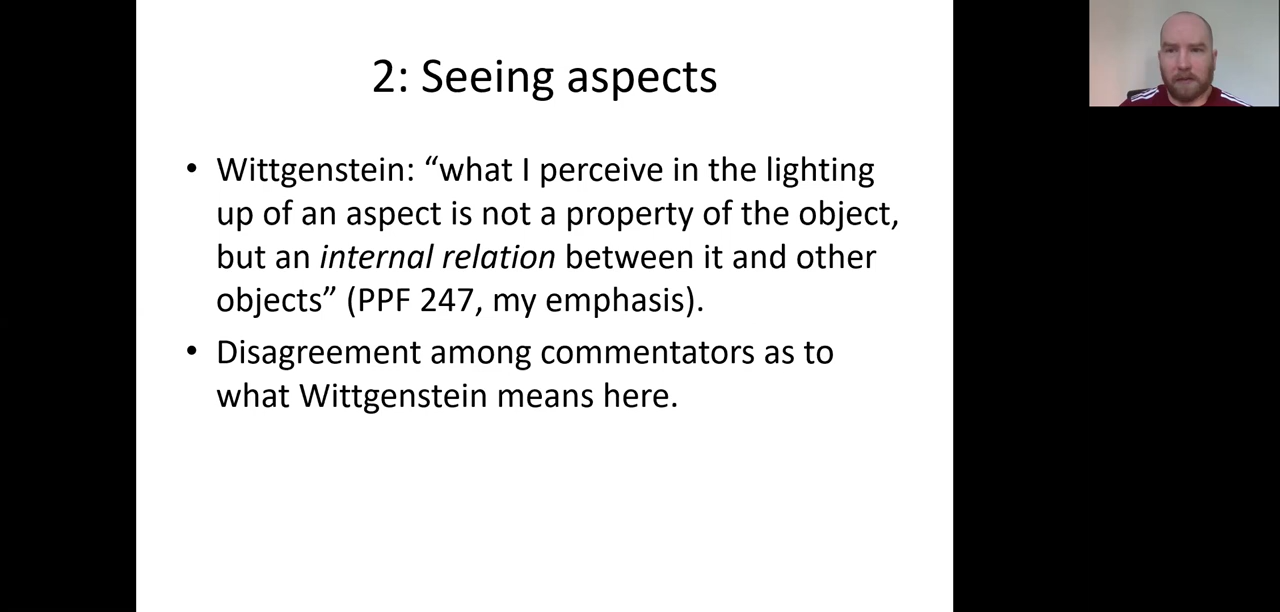 2: Seeing aspects
• Wittgenstein: “what I perceive in the lighting
up of an aspect is not a property of the object,
but an internal relation between it and other
objects” (PPF 247, my emphasis).
• Disagreement among commentators as to
what Wittgenstein means here.